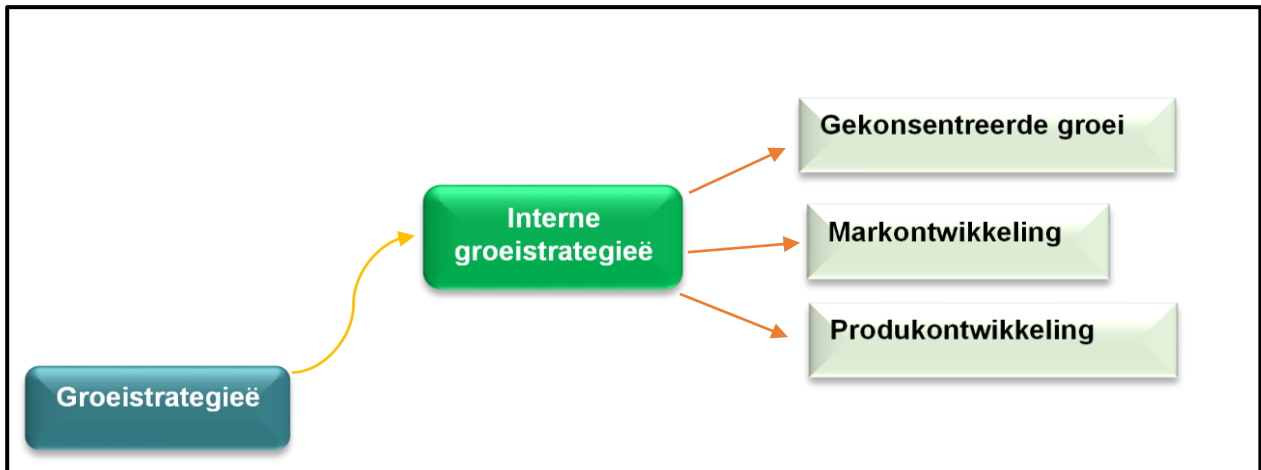 Gekonsentreerde groei
Interne
groeistrategieë
Markontwikkeling
Produkontwikkeling
Groeistrategieë